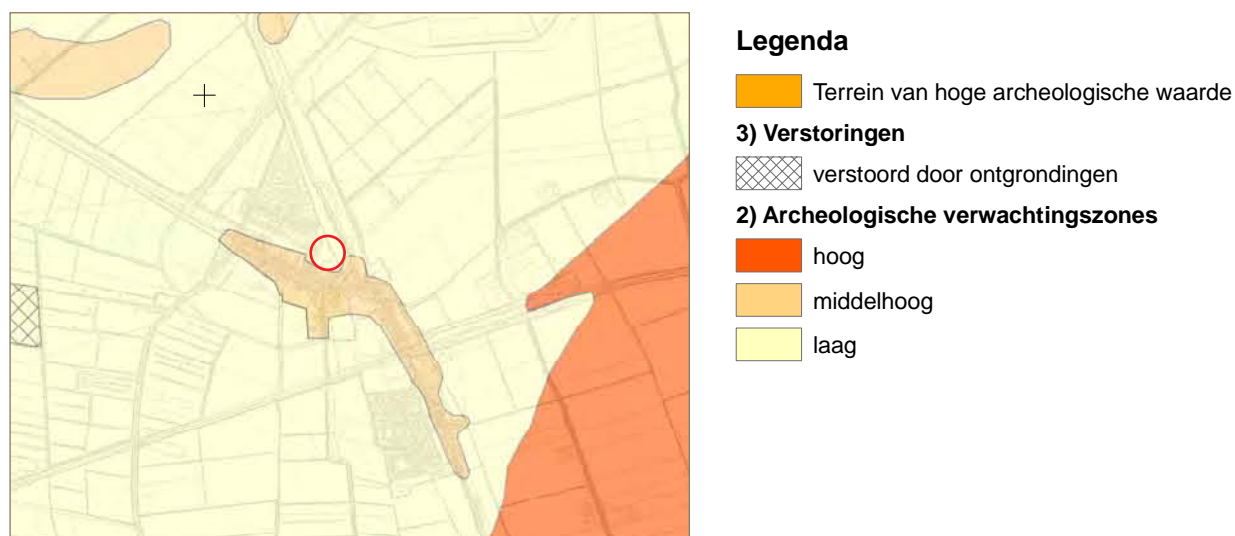 Legenda
Terrein van hoge archeologische waarde
3) Verstoringen
verstoord door ontgrondingen
2) Archeologische verwachtingszones
hoog
middelhoog
laag